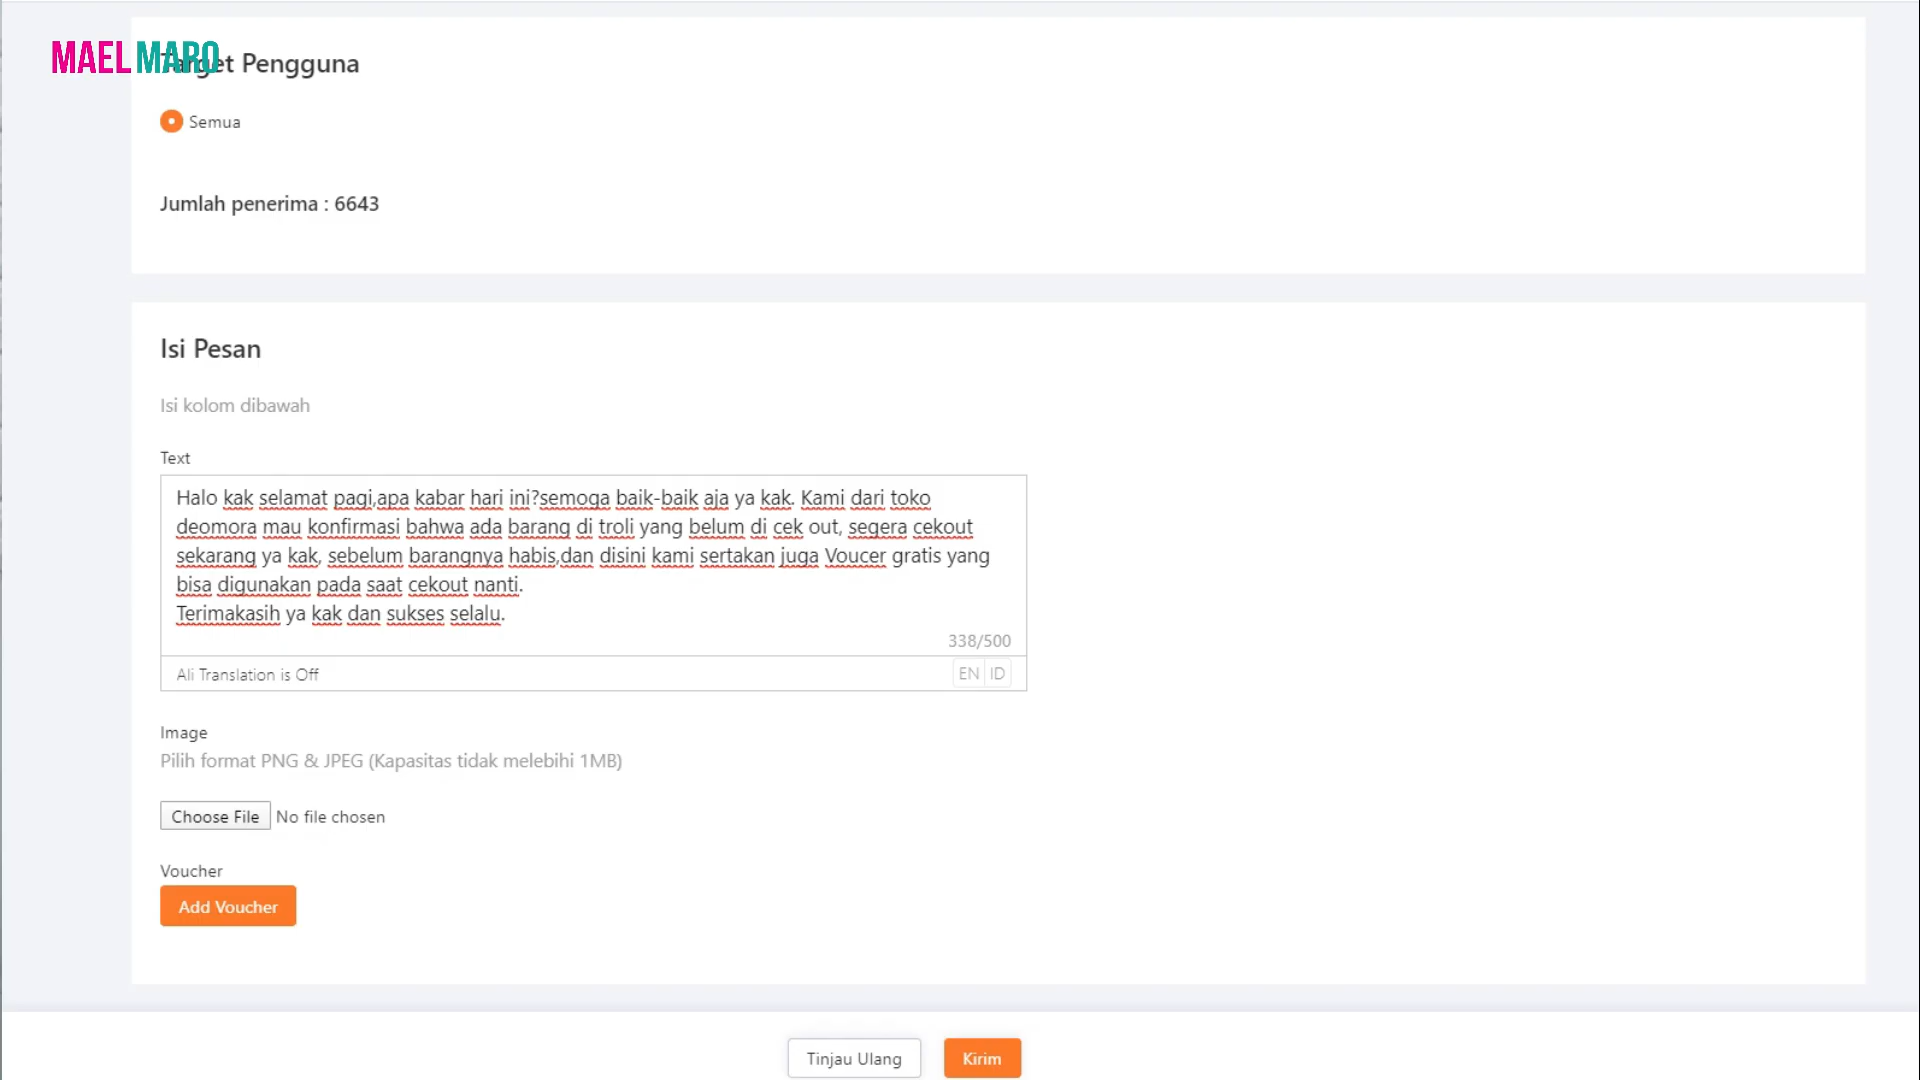 MAEL MARO
Target Pengguna
Semua
Jumlah penerima : 6643
Isi Pesan
Isi kolom dibawah
Text
Halo kak selamat pagi,apa kabar hari ini?semoga baik-baik aja ya kak. Kami dari toko
deomora mau konfirmasi bahwa ada barang di troli yang belum di cek out, segera cekout
sekarang ya kak, sebelum barangnya habis,dan disini kami sertakan juga Voucer gratis yang
bisa digunakan pada saat cekout nanti.
Terimakasih ya kak dan sukses selalu.
338/500
Ali Translation is Off
EN ID
Image
Pilih format PNG & JPEG (Kapasitas tidak melebihi 1MB)
Choose File No file chosen
Voucher
Add Voucher
Tinjau Ulang Kirim